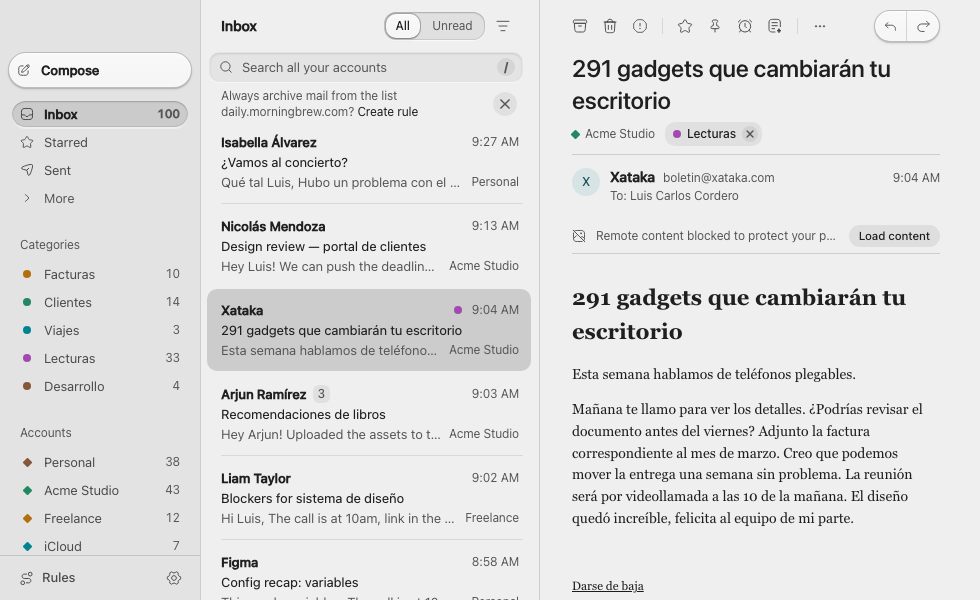 Compose
Inbox 100
Starred
Sent
More
Categories
Facturas 10
Clientes 14
Viajes 3
Lecturas 33
Desarrollo 4
Accounts
Personal 38
Acme Studio 43
Freelance 12
iCloud 7
Rules
Inbox
All Unread
Search all your accounts /
Always archive mail from the list
daily.morningbrew.com? Create rule
Isabella Álvarez 9:27 AM
¿Vamos al concierto?
Qué tal Luis, Hubo un problema con el ... Personal
Nicolás Mendoza 9:13 AM
Design review — portal de clientes
Hey Luis! We can push the deadlin... Acme Studio
Xataka 9:04 AM
291 gadgets que cambiarán tu escritorio
Esta semana hablamos de teléfono... Acme Studio
Arjun Ramírez 3 9:03 AM
Recomendaciones de libros
Hey Arjun! Uploaded the assets to t... Acme Studio
Liam Taylor 9:02 AM
Blockers for sistema de diseño
Hi Luis, The call is at 10am, link in the ... Freelance
Figma 8:58 AM
Config recap: variables
291 gadgets que cambiarán tu
escritorio
Acme Studio Lecturas
X Xataka boletin@xataka.com 9:04 AM
To: Luis Carlos Cordero
Remote content blocked to protect your p... Load content
291 gadgets que cambiarán tu
escritorio
Esta semana hablamos de teléfonos plegables.
Mañana te llamo para ver los detalles. ¿Podrías revisar el
documento antes del viernes? Adjunto la factura
correspondiente al mes de marzo. Creo que podemos
mover la entrega una semana sin problema. La reunión
será por videollamada a las 10 de la mañana. El diseño
quedó increíble, felicita al equipo de mi parte.
Darse de baja